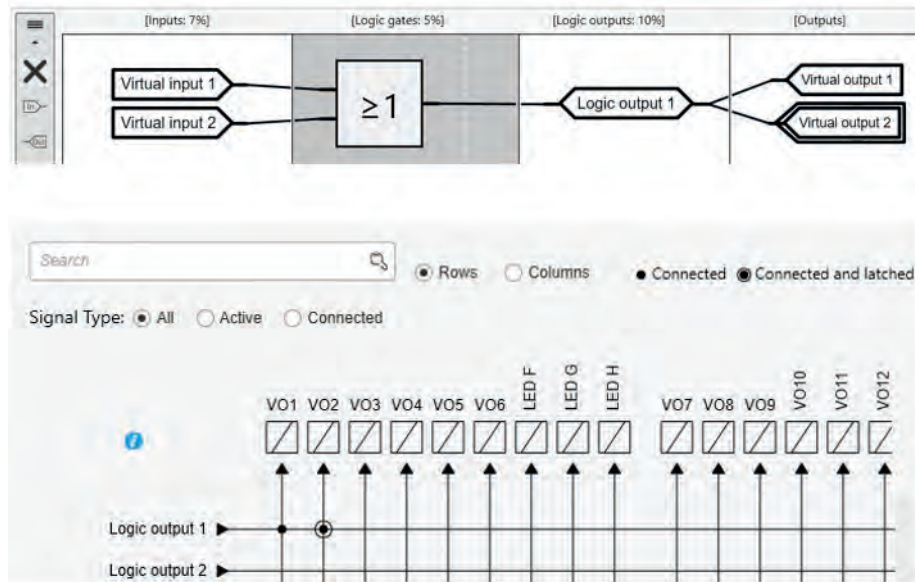 [Inputs: 7%] [Logic gates: 5%] [Logic outputs: 10%] [Outputs]
In
Out
Virtual input 1
Virtual input 2
≥1
Logic output 1
Virtual output 1
Virtual output 2
Search
Rows Columns Connected Connected and latched
Signal Type: All Active Connected
VO1 VO2 VO3 VO4 VO5 VO6 LED F LED G LED H VO7 VO8 VO9 VO10 VO11 VO12
i
Logic output 1
Logic output 2